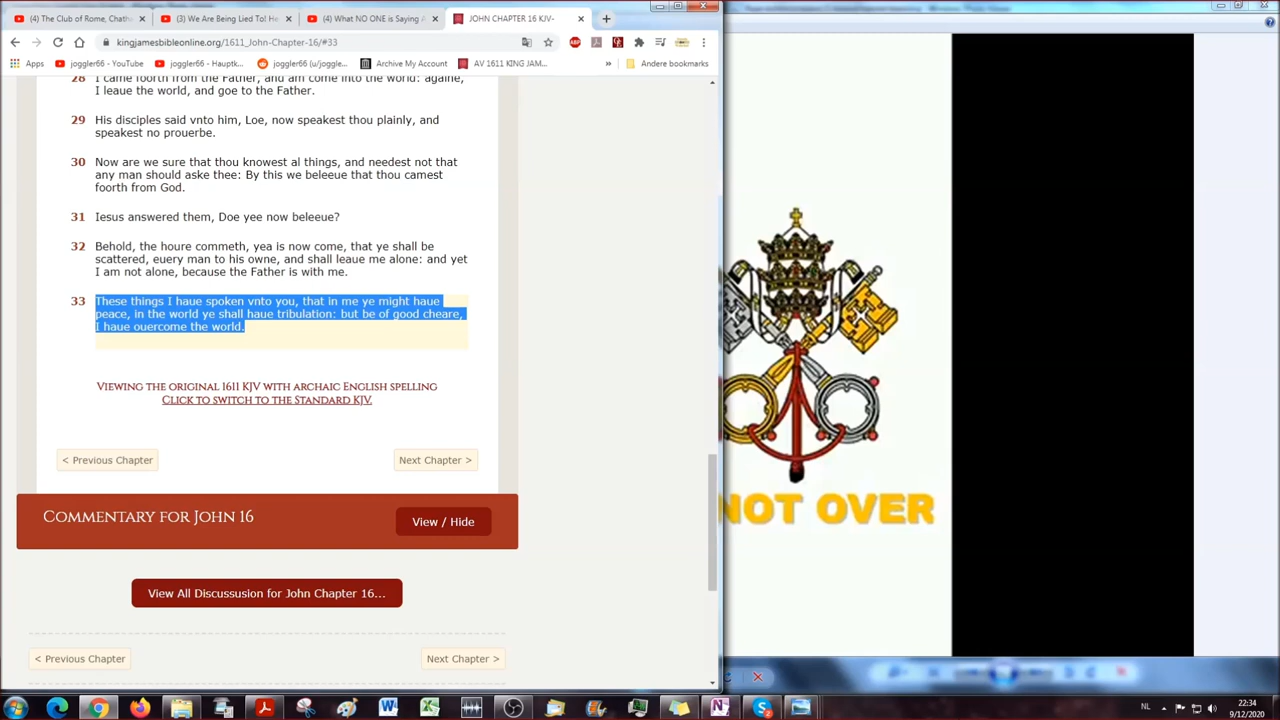 (4) The Club of Rome, Chath
(3) We Are Being Lied To! He
(4) What NO ONE is Saying A
JOHN CHAPTER 16 KJV-
kingjamesbibleonline.org/1611_John-Chapter-16/#33
Apps
joggler66 - YouTube
joggler66 - Hauptk...
joggler66 (u/joggle...
Archive My Account
AV 1611 KING JAM...
»
Andere bookmarks
28 I came foorth from the Father, and am come into the world: againe,
I leaue the world, and goe to the Father.
29 His disciples said vnto him, Loe, now speakest thou plainly, and
speakest no prouerbe.
30 Now are we sure that thou knowest al things, and needest not that
any man should aske thee: By this we beleeue that thou camest
foorth from God.
31 Iesus answered them, Doe yee now beleeue?
32 Behold, the houre commeth, yea is now come, that ye shall be
scattered, euery man to his owne, and shall leaue me alone: and yet
I am not alone, because the Father is with me.
33 These things I haue spoken vnto you, that in me ye might haue
peace, in the world ye shall haue tribulation: but be of good cheare,
I haue ouercome the world.
Viewing the original 1611 KJV with archaic English spelling
Click to switch to the Standard KJV.
< Previous Chapter
Next Chapter >
Commentary for John 16
View / Hide
View All Discussusion for John Chapter 16...
< Previous Chapter
Next Chapter >
NOT OVER
NL
22:34
9/12/2020